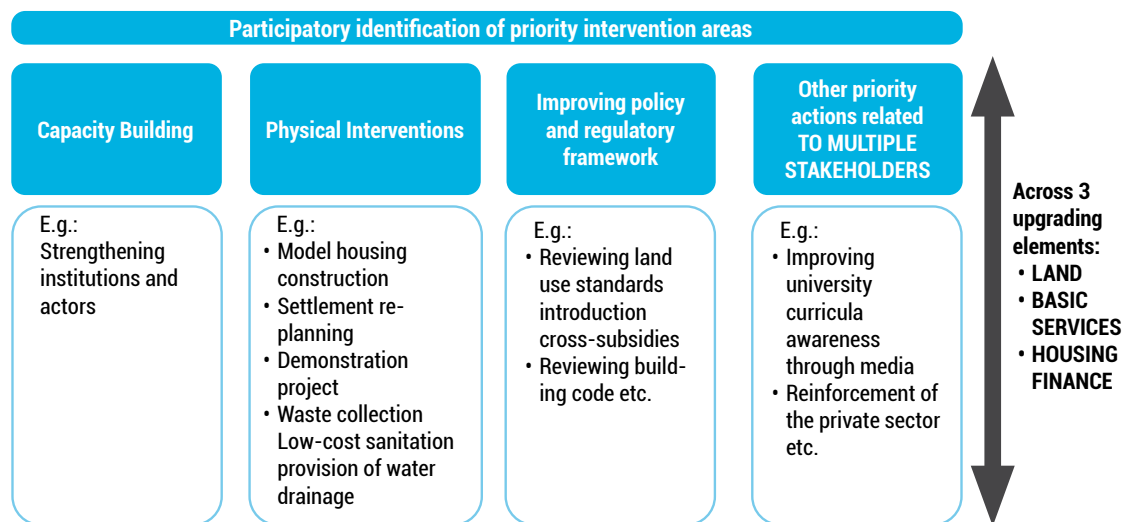 Participatory identification of priority intervention areas
Capacity Building
Physical Interventions
Improving policy
and regulatory
framework
Other priority
actions related
TO MULTIPLE
STAKEHOLDERS
E.g.:
Strengthening
institutions and
actors
E.g.:
• Model housing
construction
• Settlement re-
planning
• Demonstration
project
• Waste collection
Low-cost sanitation
provision of water
drainage
E.g.:
• Reviewing land
use standards
introduction
cross-subsidies
• Reviewing build-
ing code etc.
E.g.:
• Improving
university
curricula
awareness
through media
• Reinforcement of
the private sector
etc.
Across 3
upgrading
elements:
• LAND
• BASIC
SERVICES
• HOUSING
FINANCE